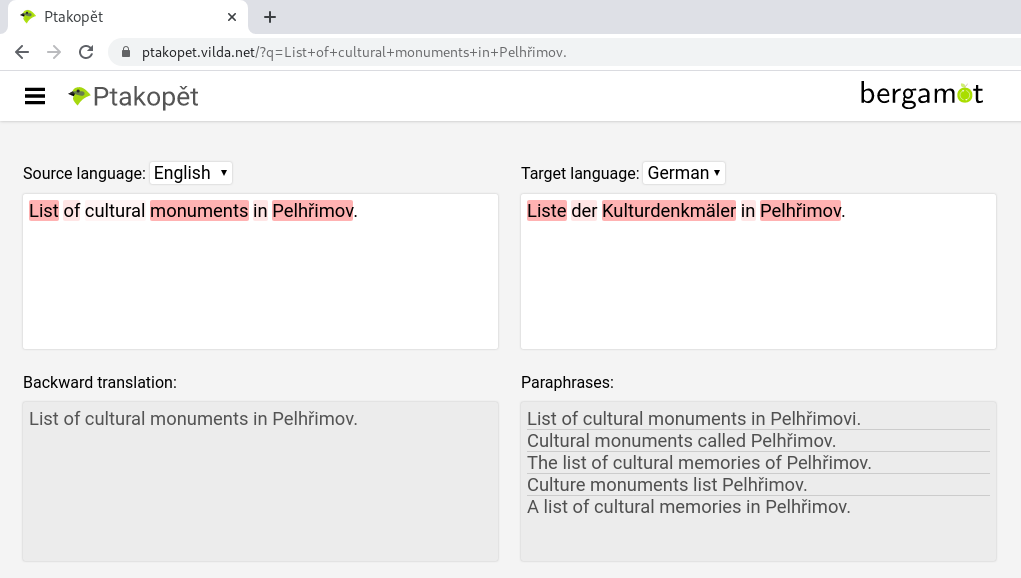 Ptakopět
ptakopet.vilda.net/?q=List+of+cultural+monuments+in+Pelhřimov.
Ptakopět
bergamot
Source language: English
Target language: German
List of cultural monuments in Pelhřimov.
Liste der Kulturdenkmäler in Pelhřimov.
Backward translation:
Paraphrases:
List of cultural monuments in Pelhřimov.
List of cultural monuments in Pelhřimovi.
Cultural monuments called Pelhřimov.
The list of cultural memories of Pelhřimov.
Culture monuments list Pelhřimov.
A list of cultural memories in Pelhřimov.